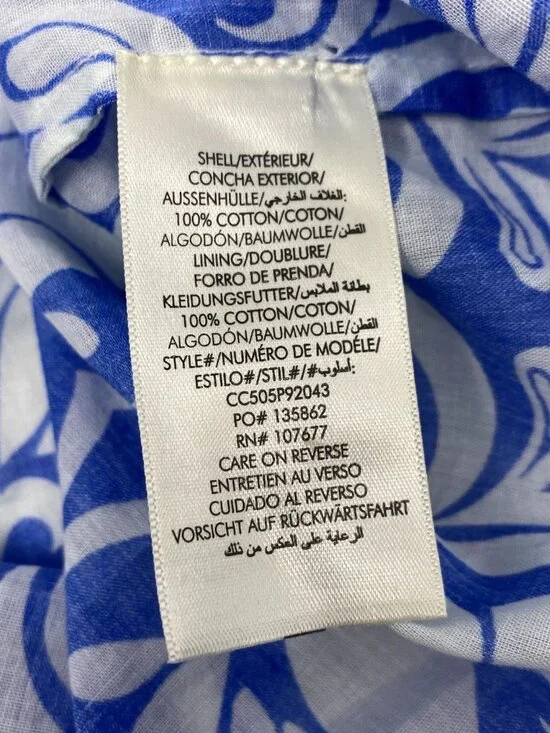 SHELL/EXTÉRIEUR/
CONCHA EXTERIOR/
AUSSENHÜLLE/الغلاف الخارجي:
100% COTTON/COTON/
ALGODÓN/BAUMWOLLE/القطن
LINING/DOUBLURE/
FORRO DE PRENDA/
KLEIDUNGSFUTTER/بطانة الملابس:
100% COTTON/COTON/
ALGODÓN/BAUMWOLLE/القطن
STYLE#/NUMÉRO DE MODÉLE/
ESTILO#/STIL#/#أسلوب:
CC505P92043
PO# 135862
RN# 107677
CARE ON REVERSE
ENTRETIEN AU VERSO
CUIDADO AL REVERSO
VORSICHT AUF RÜCKWÄRTSFAHRT
الرعاية على العكس من ذلك